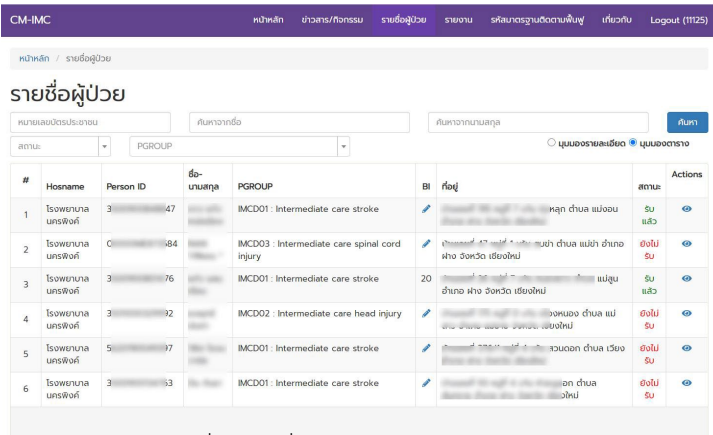 CM-IMC หน้าหลัก ข่าวสาร/กิจกรรม รายชื่อผู้ป่วย รายงาน รหัสมาตรฐานติดตามฟื้นฟู เกี่ยวกับ Logout (11125)
หน้าหลัก / รายชื่อผู้ป่วย
รายชื่อผู้ป่วย
หมายเลขบัตรประชาชน ค้นหาจากชื่อ ค้นหาจากนามสกุล ค้นหา
สถานะ PGROUP มุมมองรายละเอียด มุมมองตาราง
# Hosname Person ID ชื่อ-นามสกุล PGROUP BI ที่อยู่ สถานะ Actions
1 โรงพยาบาลนครพิงค์ 3 47 IMCD01 : Intermediate care stroke หลุก ตำบล แม่งอน รับแล้ว
2 โรงพยาบาลนครพิงค์ 0 584 IMCD03 : Intermediate care spinal cord injury ตำบล แม่ข่า อำเภอ ฝาง จังหวัด เชียงใหม่ ยังไม่รับ
3 โรงพยาบาลนครพิงค์ 3 76 IMCD01 : Intermediate care stroke 20 แม่สูน อำเภอ ฝาง จังหวัด เชียงใหม่ รับแล้ว
4 โรงพยาบาลนครพิงค์ 3 92 IMCD02 : Intermediate care head injury องหนอง ตำบล แม่ เชียงใหม่ ยังไม่รับ
5 โรงพยาบาลนครพิงค์ 5 97 IMCD01 : Intermediate care stroke สวนดอก ตำบล เวียง ยังไม่รับ
6 โรงพยาบาลนครพิงค์ 3 53 IMCD01 : Intermediate care stroke อน ตำบล ใหม่ ยังไม่รับ